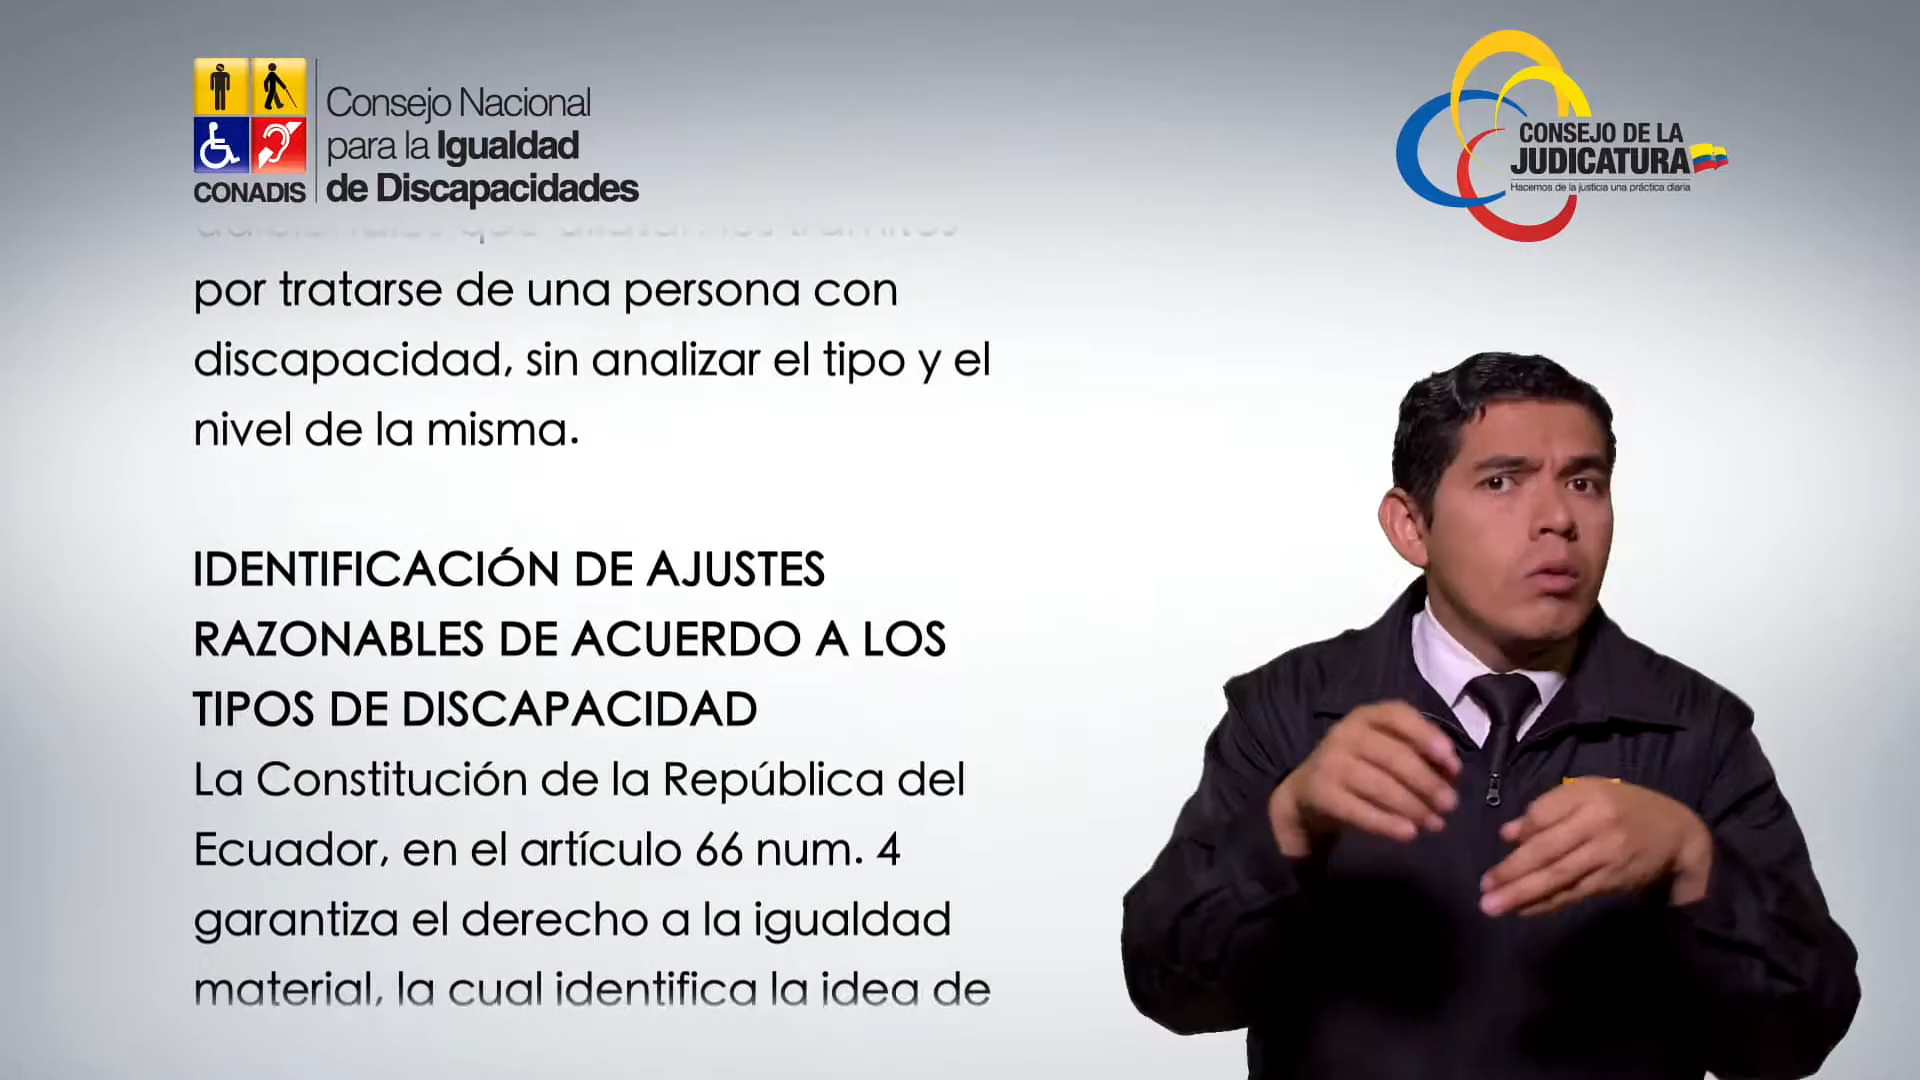 Consejo Nacional
para la Igualdad
de Discapacidades
CONADIS
CONSEJO DE LA
JUDICATURA
Hacemos de la justicia una práctica diaria
por tratarse de una persona con
discapacidad, sin analizar el tipo y el
nivel de la misma.
IDENTIFICACIÓN DE AJUSTES
RAZONABLES DE ACUERDO A LOS
TIPOS DE DISCAPACIDAD
La Constitución de la República del
Ecuador, en el artículo 66 num. 4
garantiza el derecho a la igualdad
material, la cual identifica la idea de